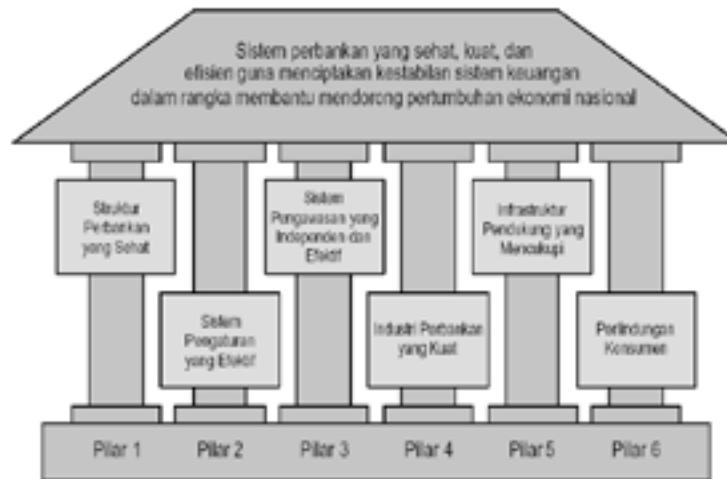 Sistem perbankan yang sehat, kuat, dan
efisien guna menciptakan kestabilan sistem keuangan
dalam rangka membantu mendorong pertumbuhan ekonomi nasional
Struktur
Perbankan
yang Sehat
Sistem
Pengaturan
yang Efektif
Sistem
Pengawasan yang
Independen dan
Efektif
Industri Perbankan
yang Kuat
Infrastruktur
Pendukung yang
Mencukupi
Perlindungan
Konsumen
Pilar 1
Pilar 2
Pilar 3
Pilar 4
Pilar 5
Pilar 6